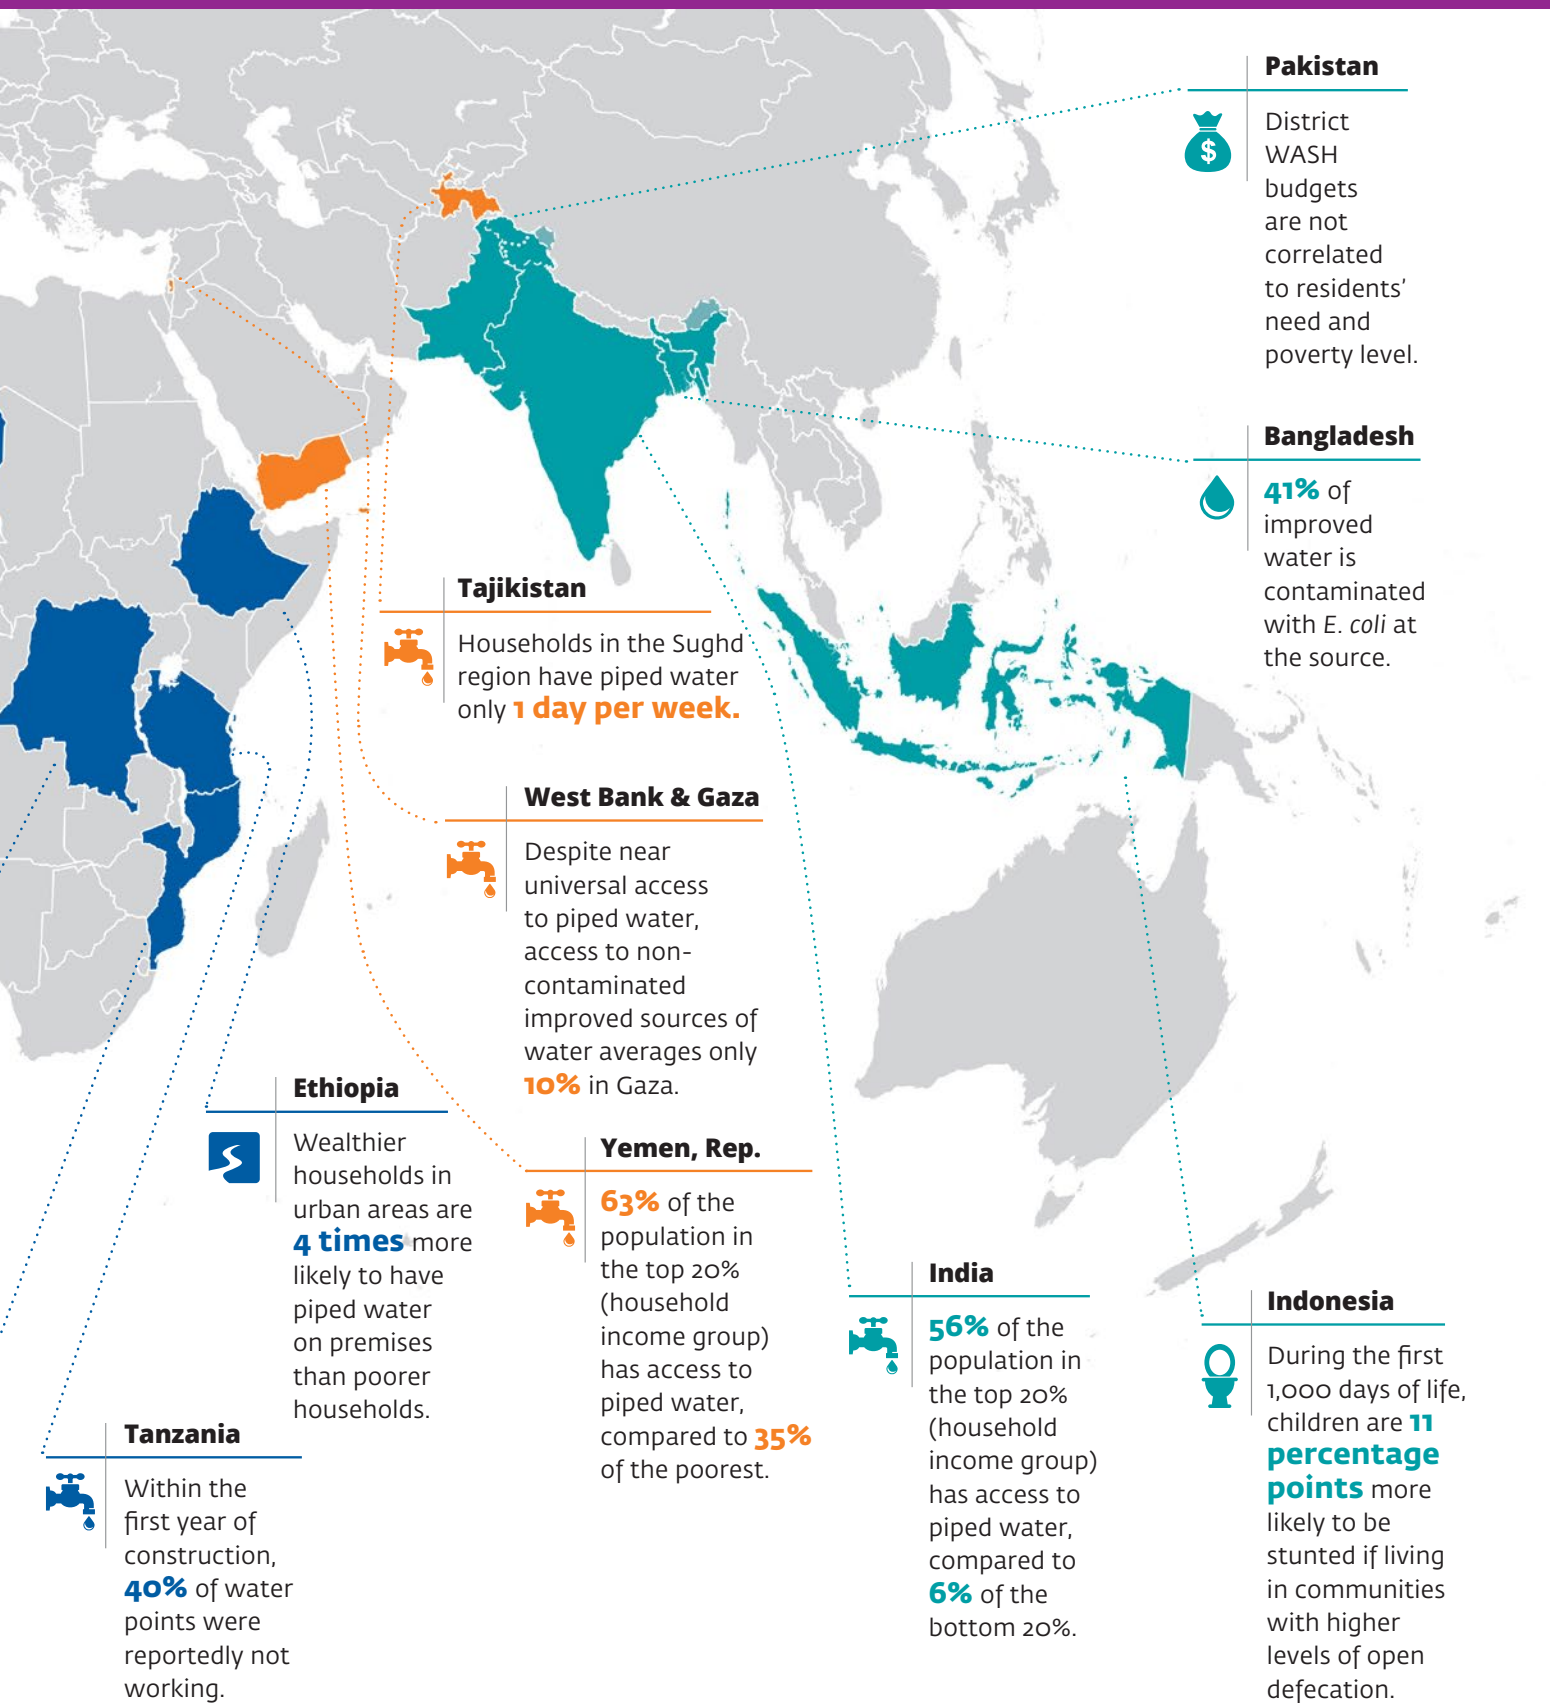 Pakistan
$
District
WASH
budgets
are not
correlated
to residents'
need and
poverty level.
Bangladesh
41% of
improved
water is
contaminated
with E. coli at
the source.
Tajikistan
Households in the Sughd
region have piped water
only 1 day per week.
West Bank & Gaza
Despite near
universal access
to piped water,
access to non-
contaminated
improved sources of
water averages only
10% in Gaza.
Ethiopia
Wealthier
households in
urban areas are
4 times more
likely to have
piped water
on premises
than poorer
households.
Yemen, Rep.
63% of the
population in
the top 20%
(household
income group)
has access to
piped water,
compared to 35%
of the poorest.
India
56% of the
population in
the top 20%
(household
income group)
has access to
piped water,
compared to
6% of the
bottom 20%.
Indonesia
During the first
1,000 days of life,
children are 11
percentage
points more
likely to be
stunted if living
in communities
with higher
levels of open
defecation.
Tanzania
Within the
first year of
construction,
40% of water
points were
reportedly not
working.